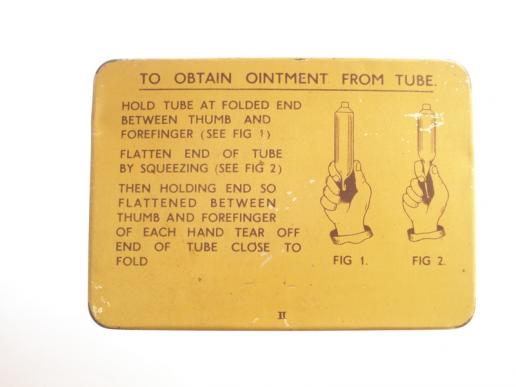 TO OBTAIN OINTMENT FROM TUBE.
HOLD TUBE AT FOLDED END
BETWEEN THUMB AND
FOREFINGER (SEE FIG 1)
FLATTEN END OF TUBE
BY SQUEEZING (SEE FIG 2)
THEN HOLDING END SO
FLATTENED BETWEEN
THUMB AND FOREFINGER
OF EACH HAND TEAR OFF
END OF TUBE CLOSE TO
FOLD
FIG 1.
FIG 2.
II